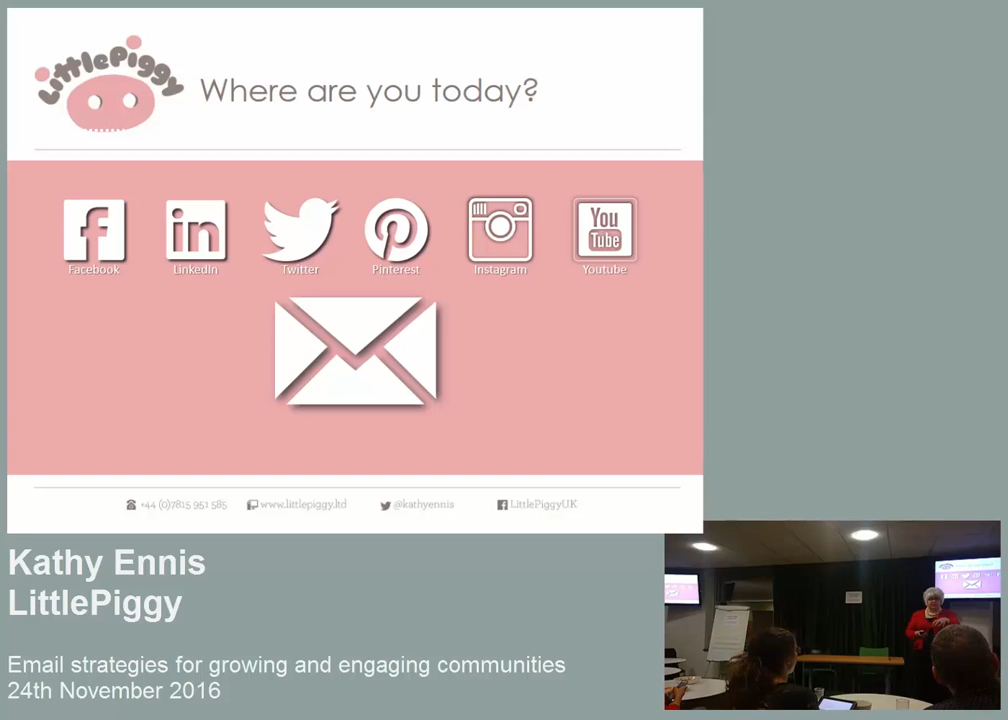 LittlePiggy
Where are you today?
Facebook
LinkedIn
Twitter
Pinterest
Instagram
You
Tube
Youtube
+44 (0)7815 951 585
www.littlepiggy.ltd
@kathyennis
LittlePiggyUK
Kathy Ennis
LittlePiggy
Email strategies for growing and engaging communities
24th November 2016